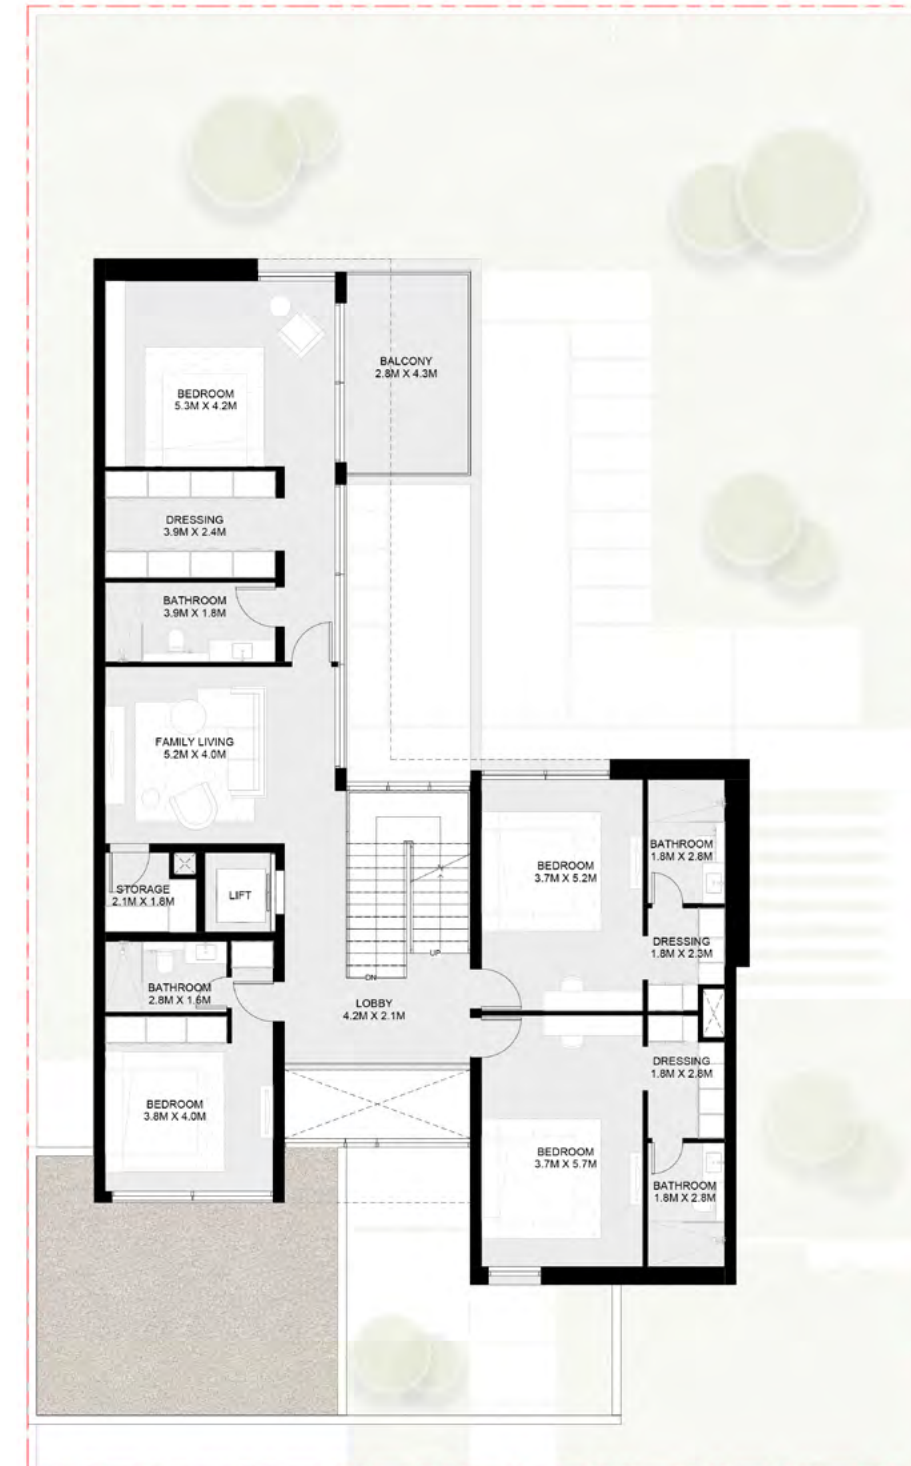 BALCONY
2.8M X 4.3M
BEDROOM
5.3M X 4.2M
DRESSING
3.9M X 2.4M
BATHROOM
3.9M X 1.8M
FAMILY LIVING
5.2M X 4.0M
STORAGE
2.1M X 1.8M
LIFT
BEDROOM
3.7M X 5.2M
BATHROOM
1.8M X 2.8M
DRESSING
1.8M X 2.3M
UP
DN
BATHROOM
2.8M X 1.6M
LOBBY
4.2M X 2.1M
DRESSING
1.8M X 2.8M
BEDROOM
3.8M X 4.0M
BEDROOM
3.7M X 5.7M
BATHROOM
1.8M X 2.8M